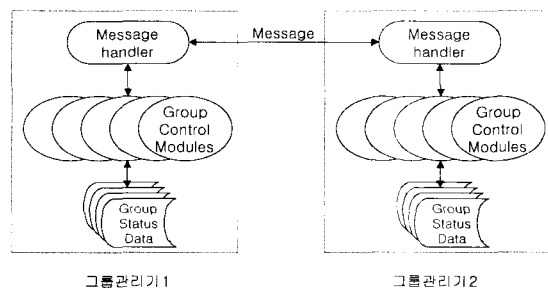 Message
handler
Message
Message
handler
Group
Control
Modules
Group
Control
Modules
Group
Status
Data
Group
Status
Data
그룹관리기1
그룹관리기2